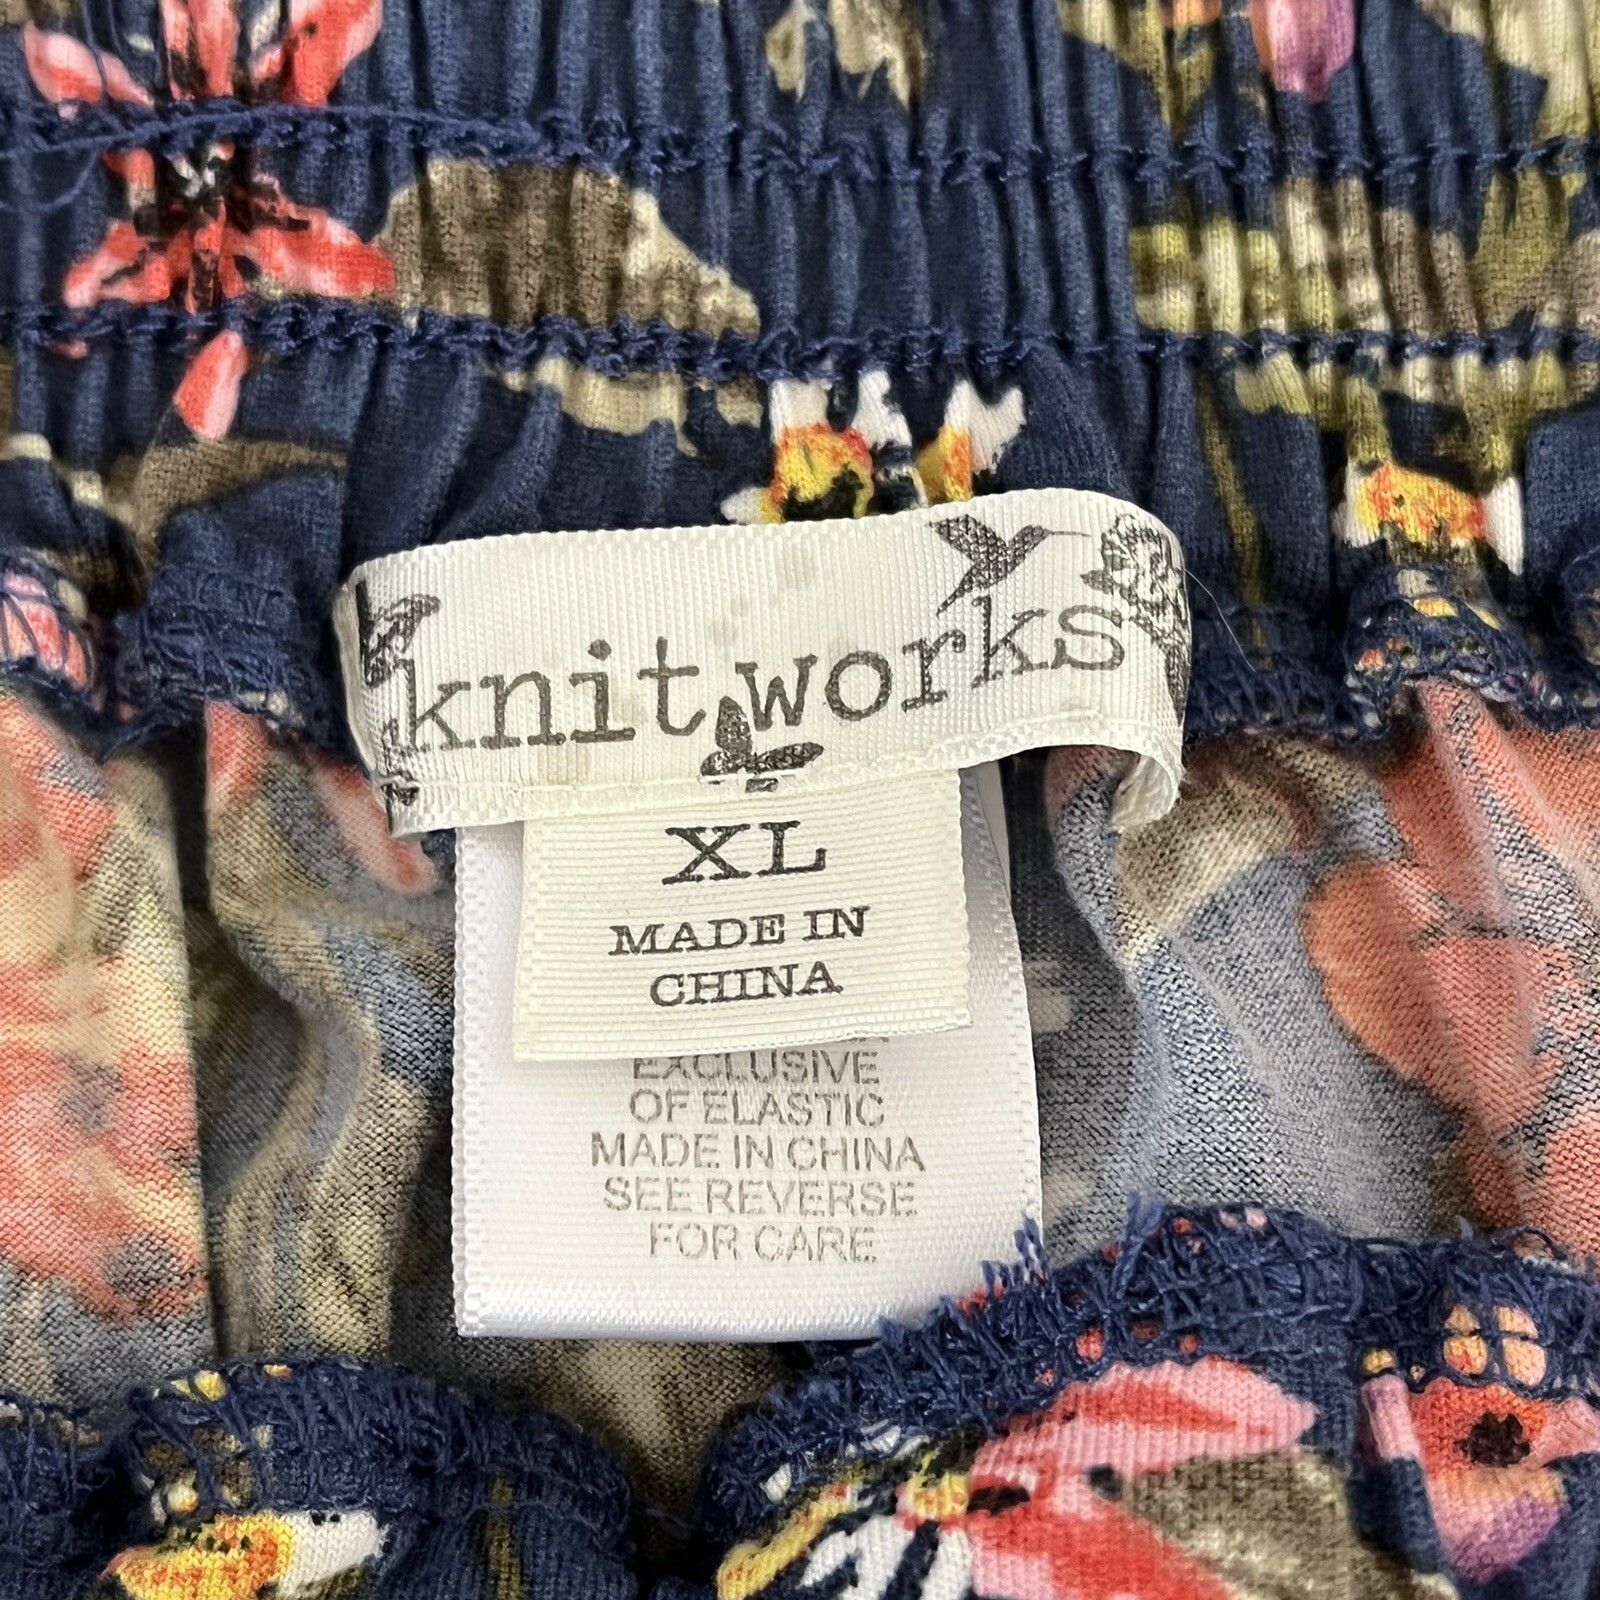 knit works
XL
MADE IN
CHINA
EXCLUSIVE
OF ELASTIC
MADE IN CHINA
SEE REVERSE
FOR CARE